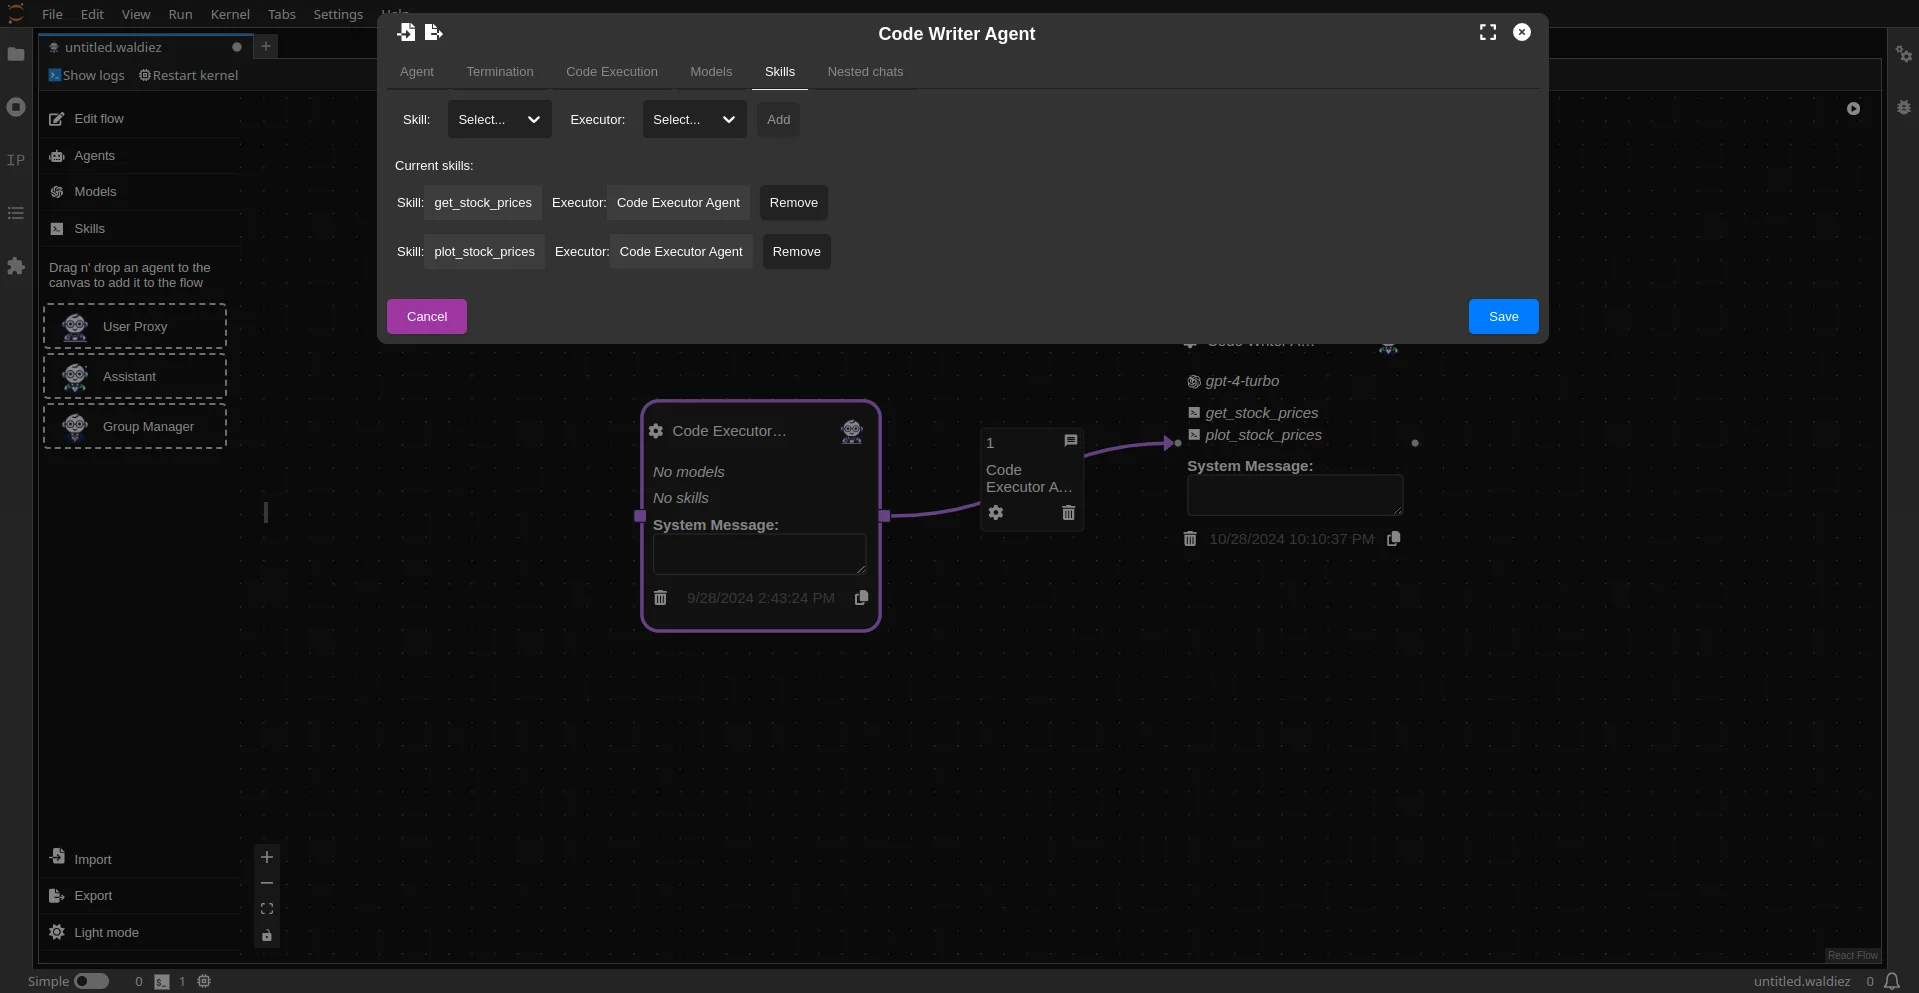 File Edit View Run Kernel Tabs Settings Help
untitled.waldiez
Show logs Restart kernel
Edit flow
Agents
Models
Skills
Drag n' drop an agent to the
canvas to add it to the flow
User Proxy
Assistant
Group Manager
Import
Export
Light mode
Code Writer Agent
Agent Termination Code Execution Models Skills Nested chats
Skill: Select... Executor: Select... Add
Current skills:
Skill: get_stock_prices Executor: Code Executor Agent Remove
Skill: plot_stock_prices Executor: Code Executor Agent Remove
Cancel Save
Code Executor…
No models
No skills
System Message:
9/28/2024 2:43:24 PM
1
Code
Executor A…
Code Writer A…
gpt-4-turbo
get_stock_prices
plot_stock_prices
System Message:
10/28/2024 10:10:37 PM
React Flow
IP
Simple 0 1 untitled.waldiez 0